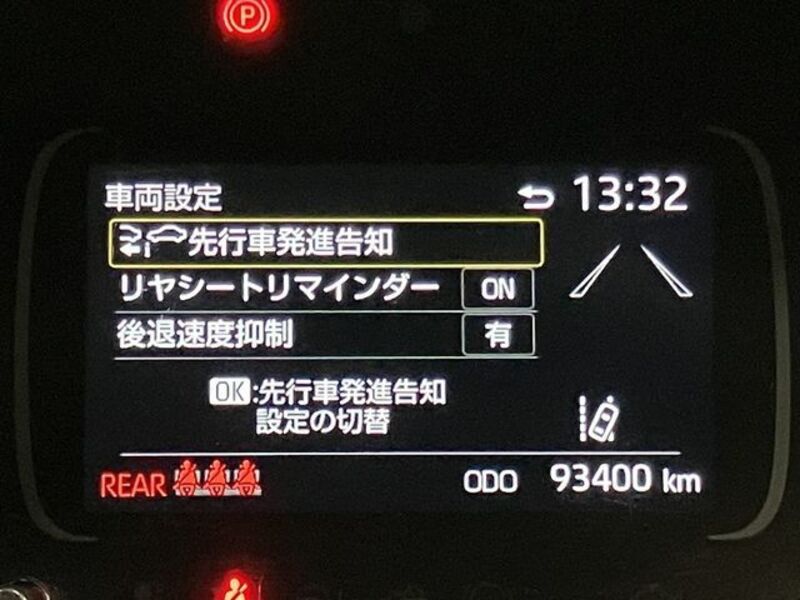 P
車両設定
13:32
先行車発進告知
リヤシートリマインダー ON
後退速度抑制 有
OK:先行車発進告知
設定の切替
REAR ODO 93400 km